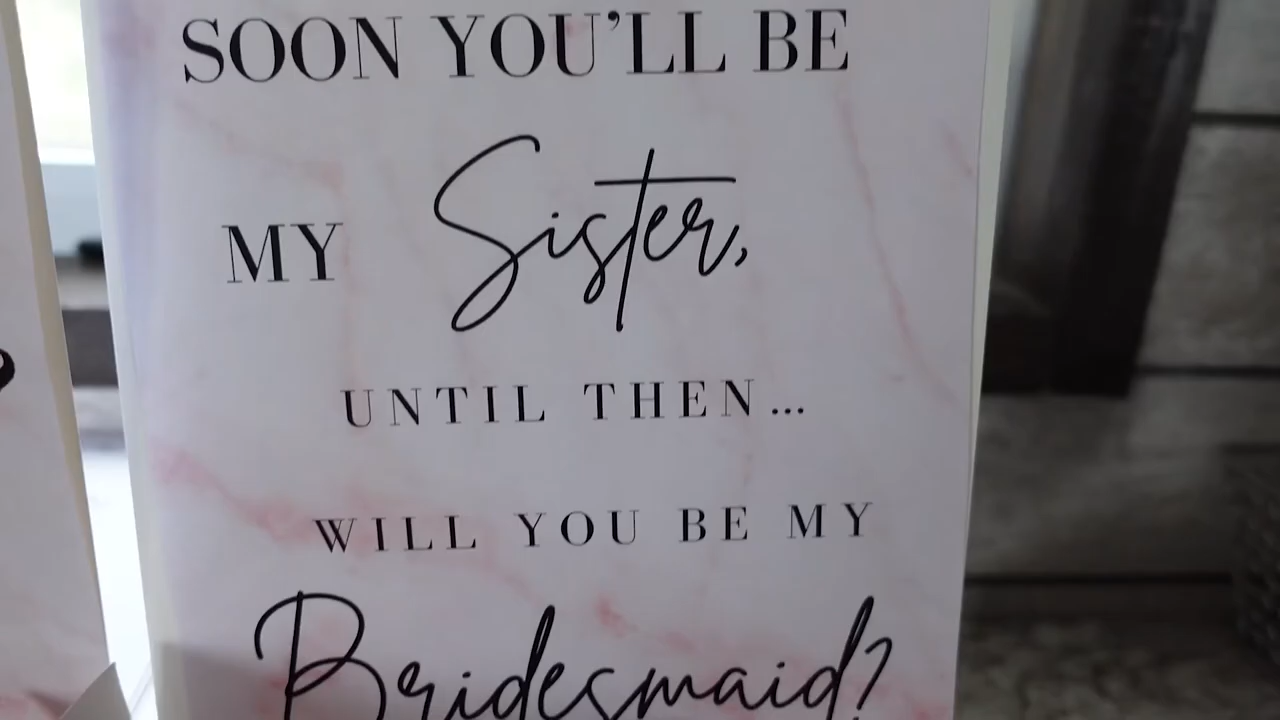 SOON YOU'LL BE
MY Sister,
UNTIL THEN...
WILL YOU BE MY
Bridesmaid?